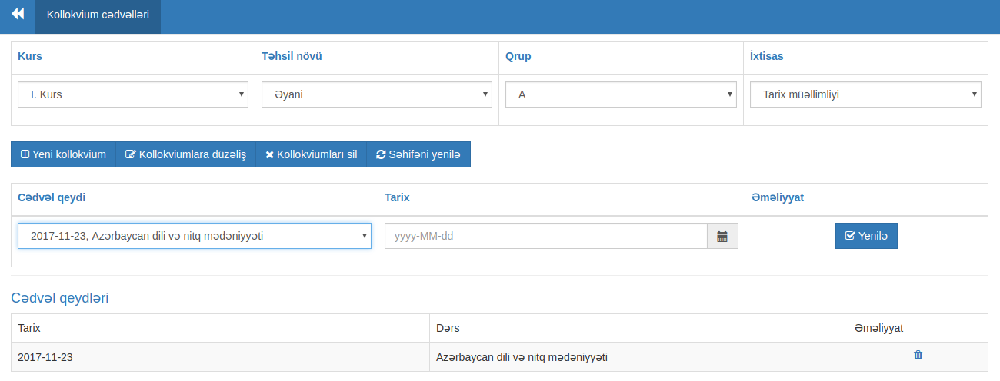 Kollokvium cədvəlləri
Kurs Təhsil növü Qrup İxtisas
I. Kurs Əyani A Tarix müəllimliyi
Yeni kollokvium Kollokviumlara düzəliş Kollokviumları sil Səhifəni yenilə
Cədvəl qeydi Tarix Əməliyyat
2017-11-23, Azərbaycan dili və nitq mədəniyyəti yyyy-MM-dd Yenilə
Cədvəl qeydləri
Tarix Dərs Əməliyyat
2017-11-23 Azərbaycan dili və nitq mədəniyyəti